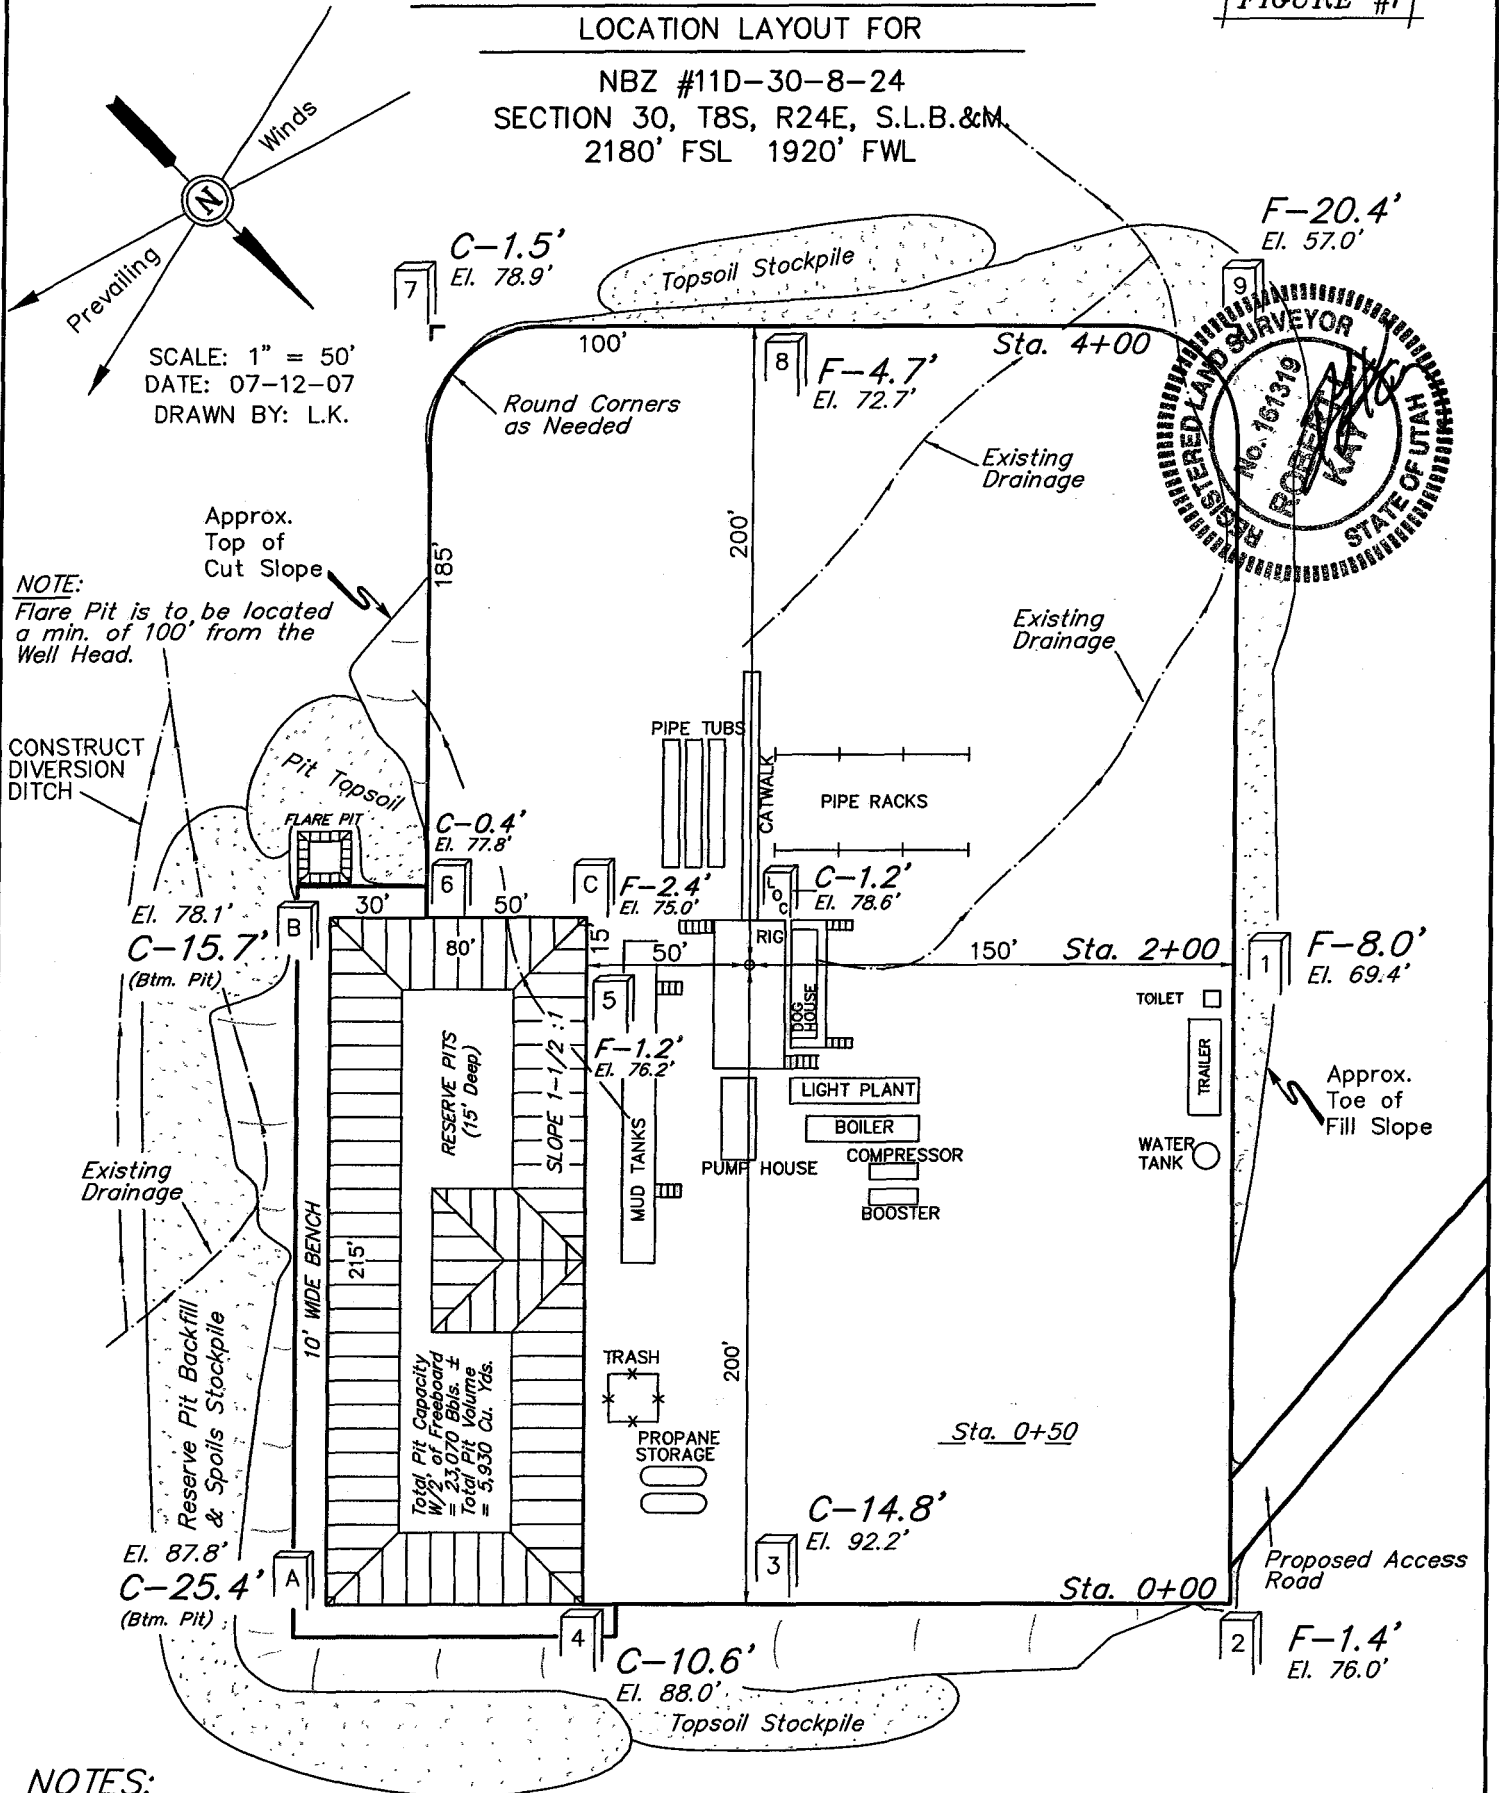 FIGURE #1
LOCATION LAYOUT FOR
NBZ #11D-30-8-24
SECTION 30, T8S, R24E, S.L.B.&M.
2180' FSL 1920' FWL
Winds
N
Prevailing
SCALE: 1" = 50'
DATE: 07-12-07
DRAWN BY: L.K.
C-1.5'
El. 78.9'
7
Topsoil Stockpile
F-20.4'
El. 57.0'
9
100'
8
F-4.7'
El. 72.7'
Sta. 4+00
REGISTERED LAND SURVEYOR
No. 161319
ROBERT
KAY
STATE OF UTAH
Round Corners
as Needed
Existing
Drainage
Approx.
Top of
Cut Slope
185'
200'
NOTE:
Flare Pit is to be located
a min. of 100' from the
Well Head.
Existing
Drainage
CONSTRUCT
DIVERSION
DITCH
Pit Topsoil
FLARE PIT
PIPE TUBS
CATWALK
PIPE RACKS
C-0.4'
El. 77.8'
6
C
F-2.4'
El. 75.0'
LOC
C-1.2'
El. 78.6'
El. 78.1'
C-15.7'
(Btm. Pit)
B
30'
50'
80'
15'
50'
RIG
150'
Sta. 2+00
1
F-8.0'
El. 69.4'
5
DOG
HOUSE
TOILET
TRAILER
F-1.2'
El. 76.2'
RESERVE PITS
(15' Deep)
SLOPE 1-1/2 :1
MUD TANKS
LIGHT PLANT
BOILER
PUMP HOUSE
COMPRESSOR
BOOSTER
WATER
TANK
Approx.
Toe of
Fill Slope
Existing
Drainage
10' WIDE BENCH
215'
Reserve Pit Backfill
& Spoils Stockpile
Total Pit Capacity
W/2' of Freeboard
= 23,070 Bbls. ±
Total Pit Volume
= 5,930 Cu. Yds.
TRASH
200'
PROPANE
STORAGE
Sta. 0+50
El. 87.8'
C-25.4'
(Btm. Pit)
A
C-14.8'
El. 92.2'
3
Sta. 0+00
Proposed Access
Road
4
C-10.6'
El. 88.0'
2
F-1.4'
El. 76.0'
Topsoil Stockpile
NOTES: